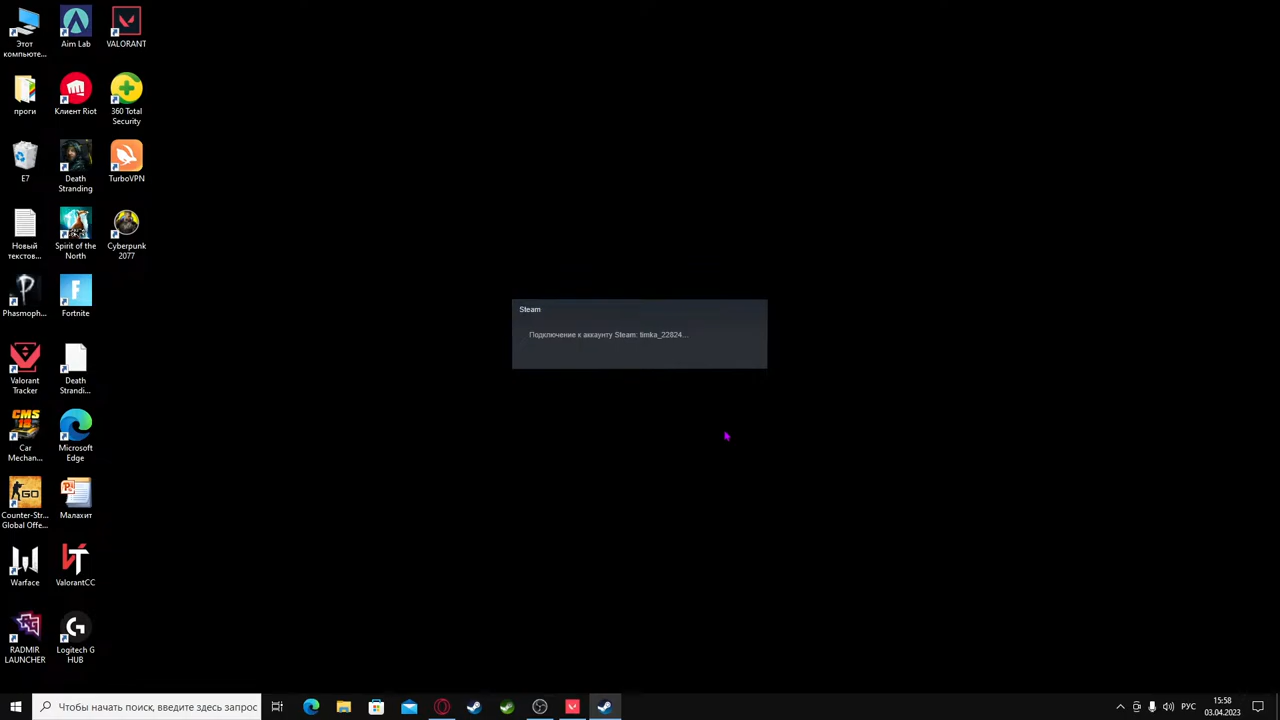 Этот
компьюте...
Aim Lab
VALORANT
проги
Клиент Riot
360 Total
Security
E7
Death
Stranding
TurboVPN
Новый
текстов...
Spirit of the
North
Cyberpunk
2077
Phasmoph...
Fortnite
Valorant
Tracker
Death
Strandi...
CMS
18
Car
Mechan...
Microsoft
Edge
GO
Counter-Str...
Global Offe...
Малахит
Warface
ValorantCC
RADMIR
LAUNCHER
Logitech G
HUB
Steam
Подключение к аккаунту Steam: timka_22824...
Чтобы начать поиск, введите здесь запрос
РУС
15:58
03.04.2023